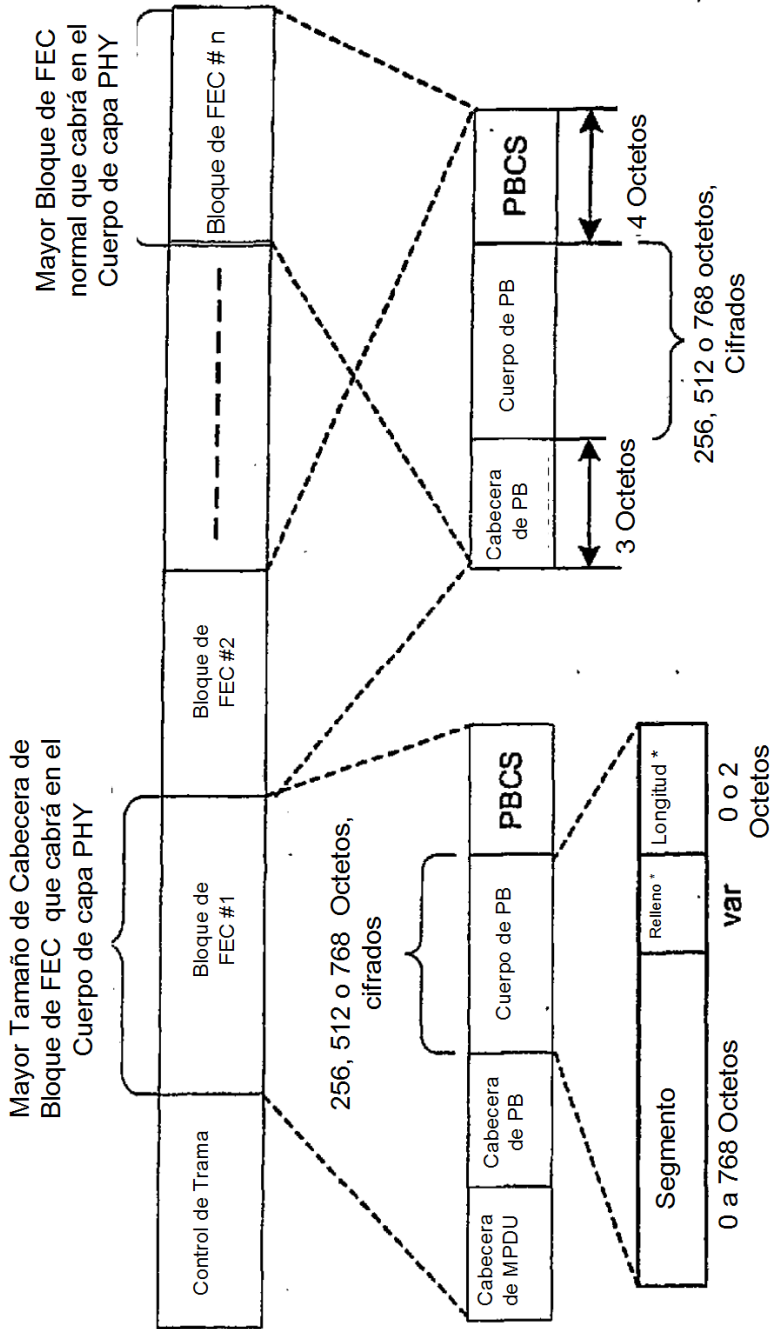 Mayor Tamaño de Cabecera de
Bloque de FEC que cabrá en el
Cuerpo de capa PHY
Mayor Bloque de FEC
normal que cabrá en el
Cuerpo de capa PHY
Control de Trama
Bloque de
FEC #1
Bloque de
FEC #2
Bloque de FEC # n
256, 512 o 768 Octetos,
cifrados
Cabecera
de MPDU
Cabecera
de PB
Cuerpo de PB
PBCS
Cabecera
de PB
Cuerpo de PB
PBCS
3 Octetos
256, 512 o 768 octetos,
Cifrados
4 Octetos
Segmento
Relleno *
Longitud *
0 a 768 Octetos
var
0 o 2
Octetos